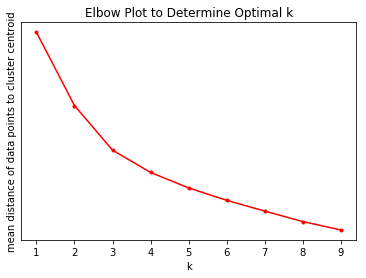 Elbow Plot to Determine Optimal k
mean distance of data points to cluster centroid
1 2 3 4 5 6 7 8 9
k